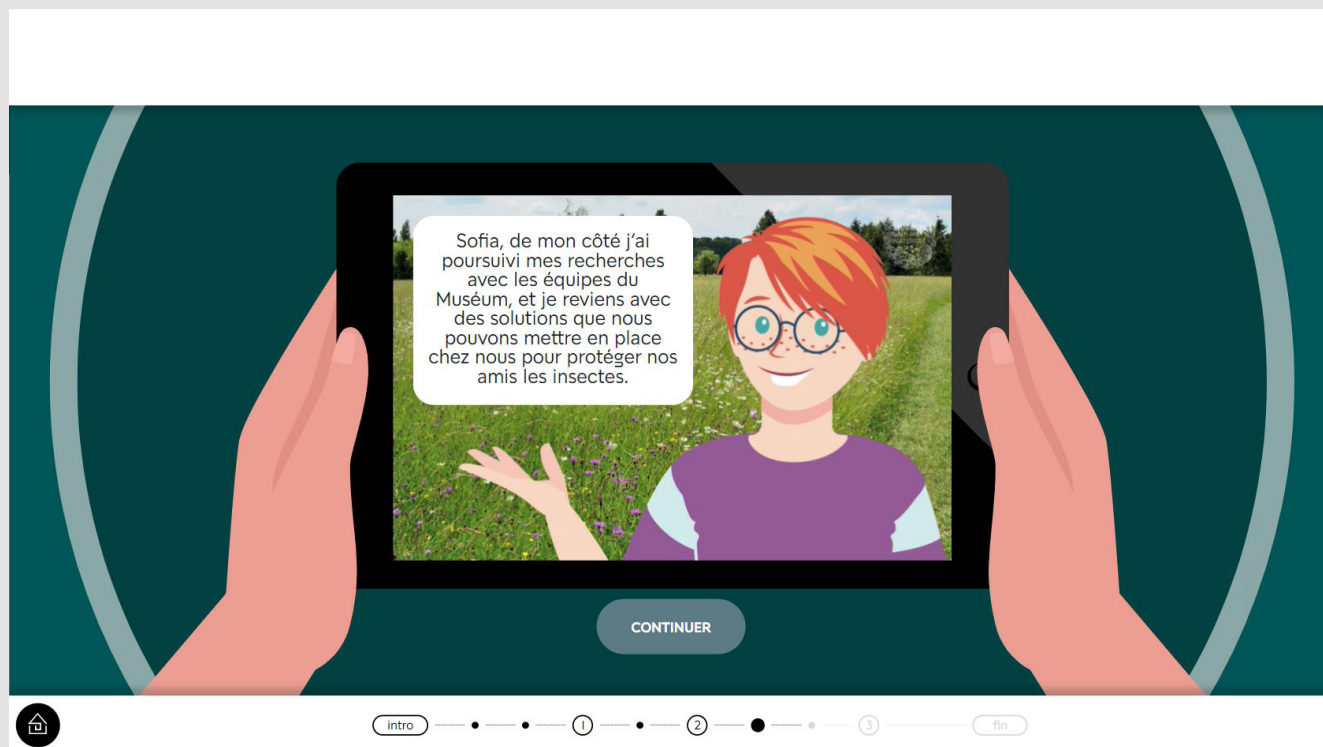 Sofia, de mon côté j'ai
poursuivi mes recherches
avec les équipes du
Muséum, et je reviens avec
des solutions que nous
pouvons mettre en place
chez nous pour protéger nos
amis les insectes.
CONTINUER
intro 1 2 3 fin